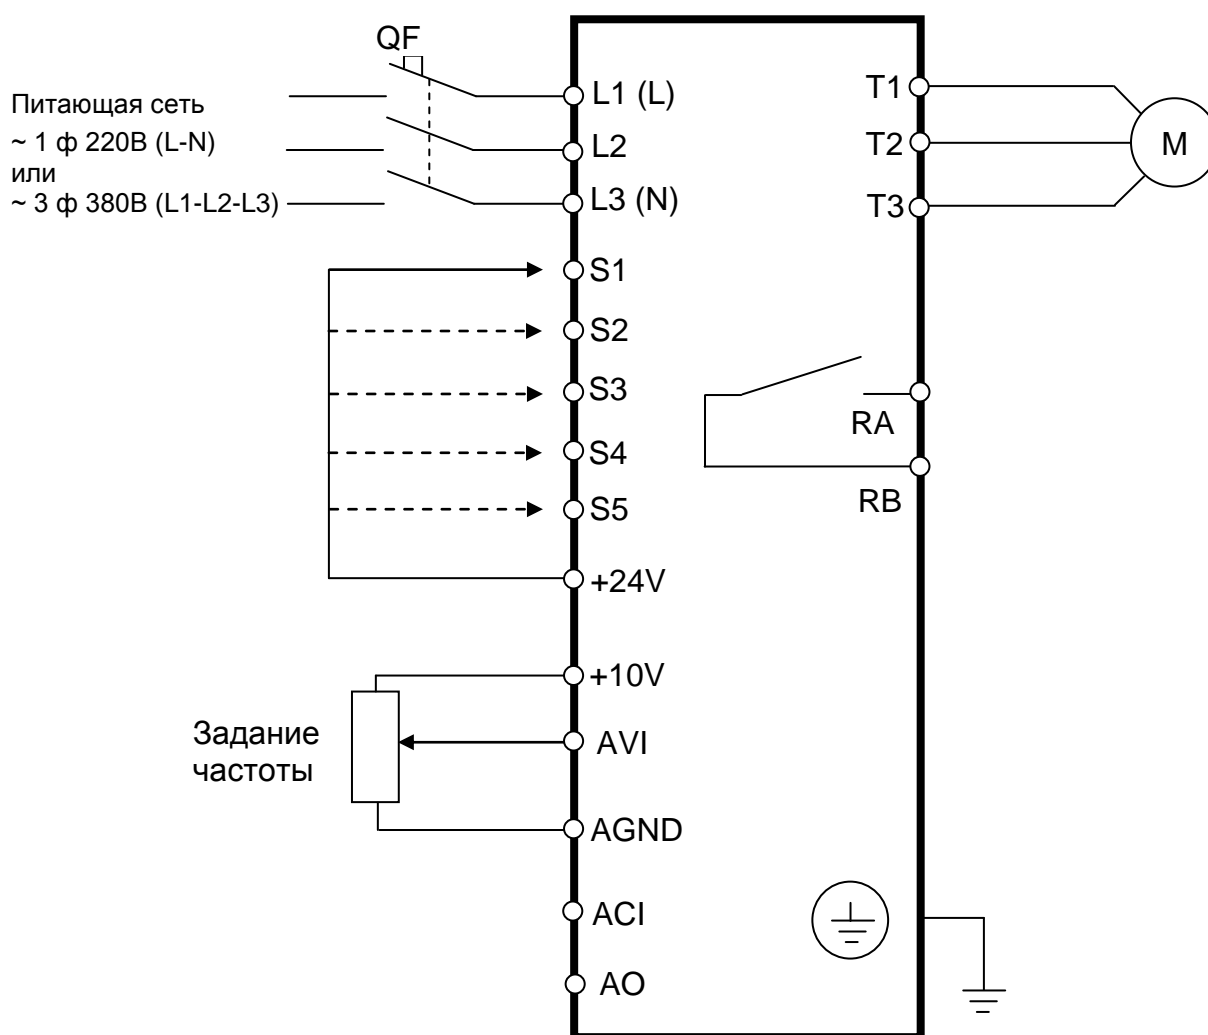 QF
Питающая сеть
~ 1 ф 220В (L-N)
или
~ 3 ф 380В (L1-L2-L3)
L1 (L)
L2
L3 (N)
S1
S2
S3
S4
S5
+24V
+10V
AVI
AGND
ACI
AO
Задание
частоты
T1
T2
T3
M
RA
RB